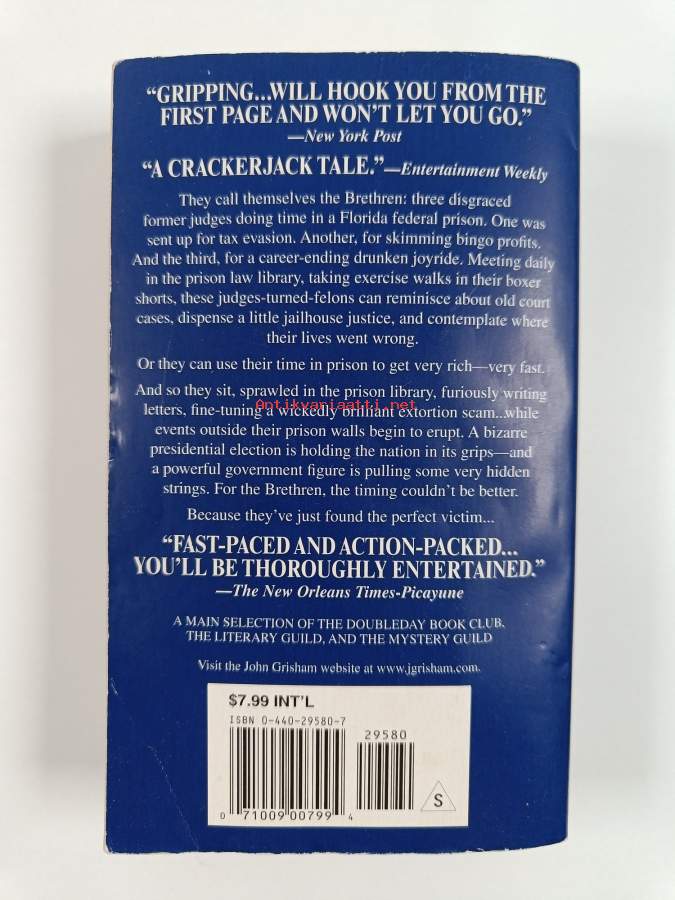 “GRIPPING...WILL HOOK YOU FROM THE
FIRST PAGE AND WON’T LET YOU GO.”
—New York Post
“A CRACKERJACK TALE.”—Entertainment Weekly
They call themselves the Brethren: three disgraced
former judges doing time in a Florida federal prison. One was
sent up for tax evasion. Another, for skimming bingo profits.
And the third, for a career-ending drunken joyride. Meeting daily
in the prison law library, taking exercise walks in their boxer
shorts, these judges-turned-felons can reminisce about old court
cases, dispense a little jailhouse justice, and contemplate where
their lives went wrong.
Or they can use their time in prison to get very rich—very fast.
And so they sit, sprawled in the prison library, furiously writing
Antikvariaatti.net
letters, fine-tuning a wickedly brilliant extortion scam...while
events outside their prison walls begin to erupt. A bizarre
presidential election is holding the nation in its grips—and
a powerful government figure is pulling some very hidden
strings. For the Brethren, the timing couldn’t be better.
Because they’ve just found the perfect victim...
“FAST-PACED AND ACTION-PACKED...
YOU’LL BE THOROUGHLY ENTERTAINED.”
—The New Orleans Times-Picayune
A MAIN SELECTION OF THE DOUBLEDAY BOOK CLUB,
THE LITERARY GUILD, AND THE MYSTERY GUILD
Visit the John Grisham website at www.jgrisham.com.
$7.99 INT’L
ISBN 0-440-29580-7
29580
S
0 71009 00799 4